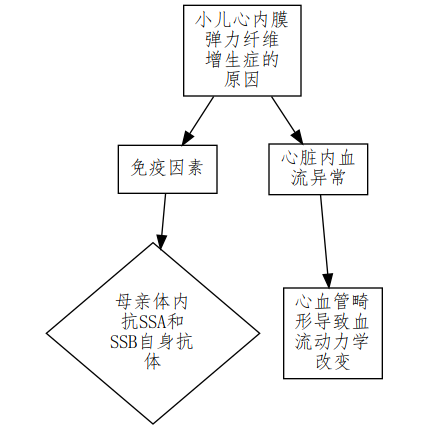 小儿心内膜
弹力纤维
增生症的
原因
免疫因素
心脏内血
流异常
母亲体内
抗SSA和
SSB自身抗
体
心血管畸
形导致血
流动力学
改变